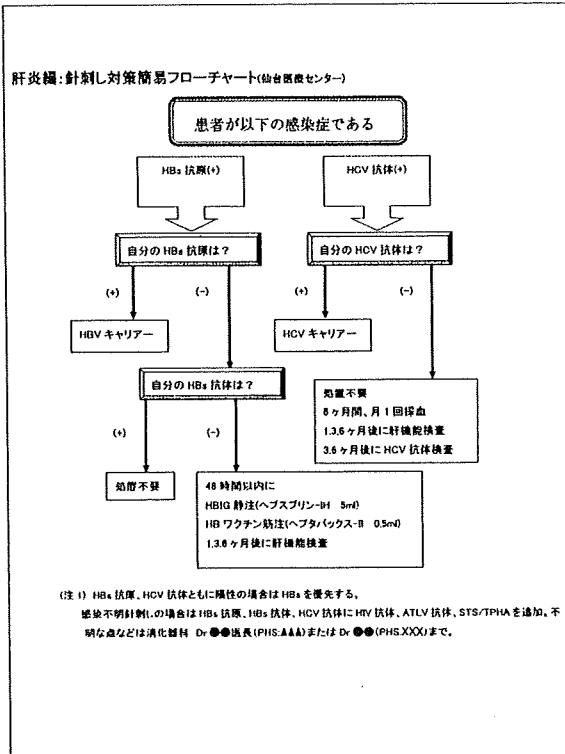 肝炎編:針刺し対策簡易フローチャート(仙台医療センター)
患者が以下の感染症である
HBs 抗原(+)
HCV 抗体(+)
自分の HBs 抗原は?
自分の HCV 抗体は?
(+)
(-)
(+)
(-)
HBV キャリアー
HCV キャリアー
自分の HBs 抗体は?
(+)
(-)
処置不要
6ヶ月間、月1回採血
1,3,6ヶ月後に肝機能検査
3.6ヶ月後に HCV 抗体検査
処置不要
48 時間以内に
HBIG 静注(ヘブスブリン-IH 5ml)
HB ワクチン筋注(ヘプタバックス-II 0.5ml)
1,3,6ヶ月後に肝機能検査
(注1) HBs 抗原、HCV 抗体ともに陽性の場合は HBs を優先する。
感染不明針刺しの場合は HBs 抗原、HBs 抗体、HCV 抗体に HIV 抗体、ATLV 抗体、STS/TPHA を追加。不
明な点などは消化器科 Dr ●●医長(PHS:▲▲▲)または Dr ●●(PHS.XXX)まで。